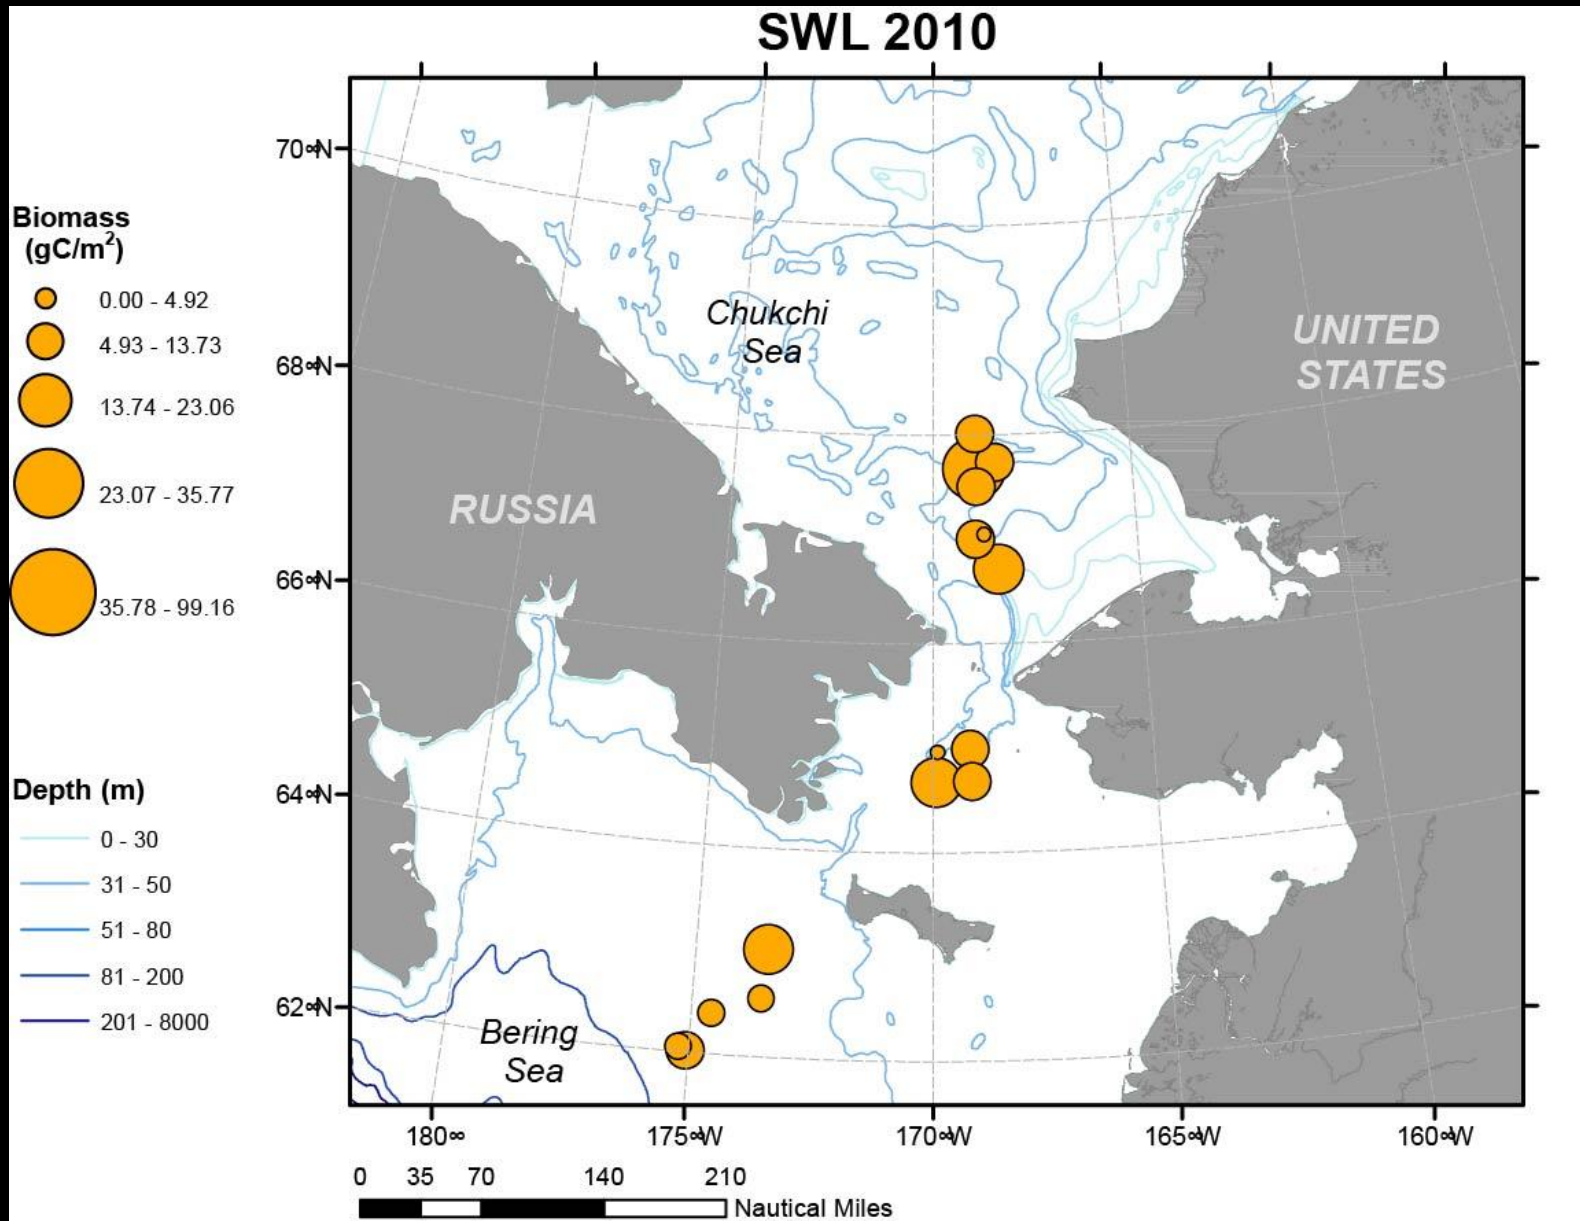 SWL 2010
Biomass
(gC/m²)
0.00 - 4.92
4.93 - 13.73
13.74 - 23.06
23.07 - 35.77
35.78 - 99.16
Depth (m)
0 - 30
31 - 50
51 - 80
81 - 200
201 - 8000
70∞N
68∞N
66∞N
64∞N
62∞N
Chukchi
Sea
UNITED
STATES
RUSSIA
Bering
Sea
180∞
175∞W
170∞W
165∞W
160∞W
0 35 70 140 210
Nautical Miles